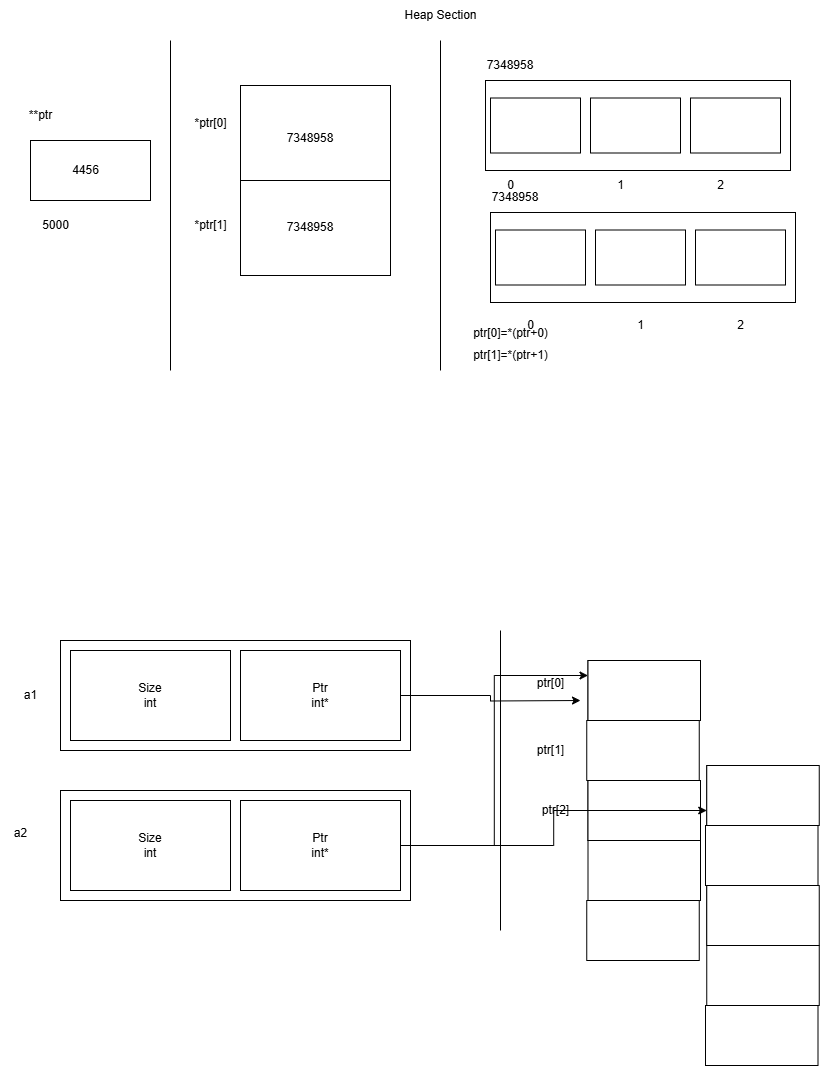 Heap Section
**ptr
4456
5000
*ptr[0]
7348958
*ptr[1]
7348958
7348958
0
1
2
7348958
0
1
2
ptr[0]=*(ptr+0)
ptr[1]=*(ptr+1)
a1
Size
int
Ptr
int*
ptr[0]
ptr[1]
ptr[2]
a2
Size
int
Ptr
int*